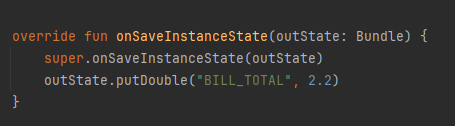 override fun onSaveInstanceState(outState: Bundle) {
    super.onSaveInstanceState(outState)
    outState.putDouble("BILL_TOTAL", 2.2)
}